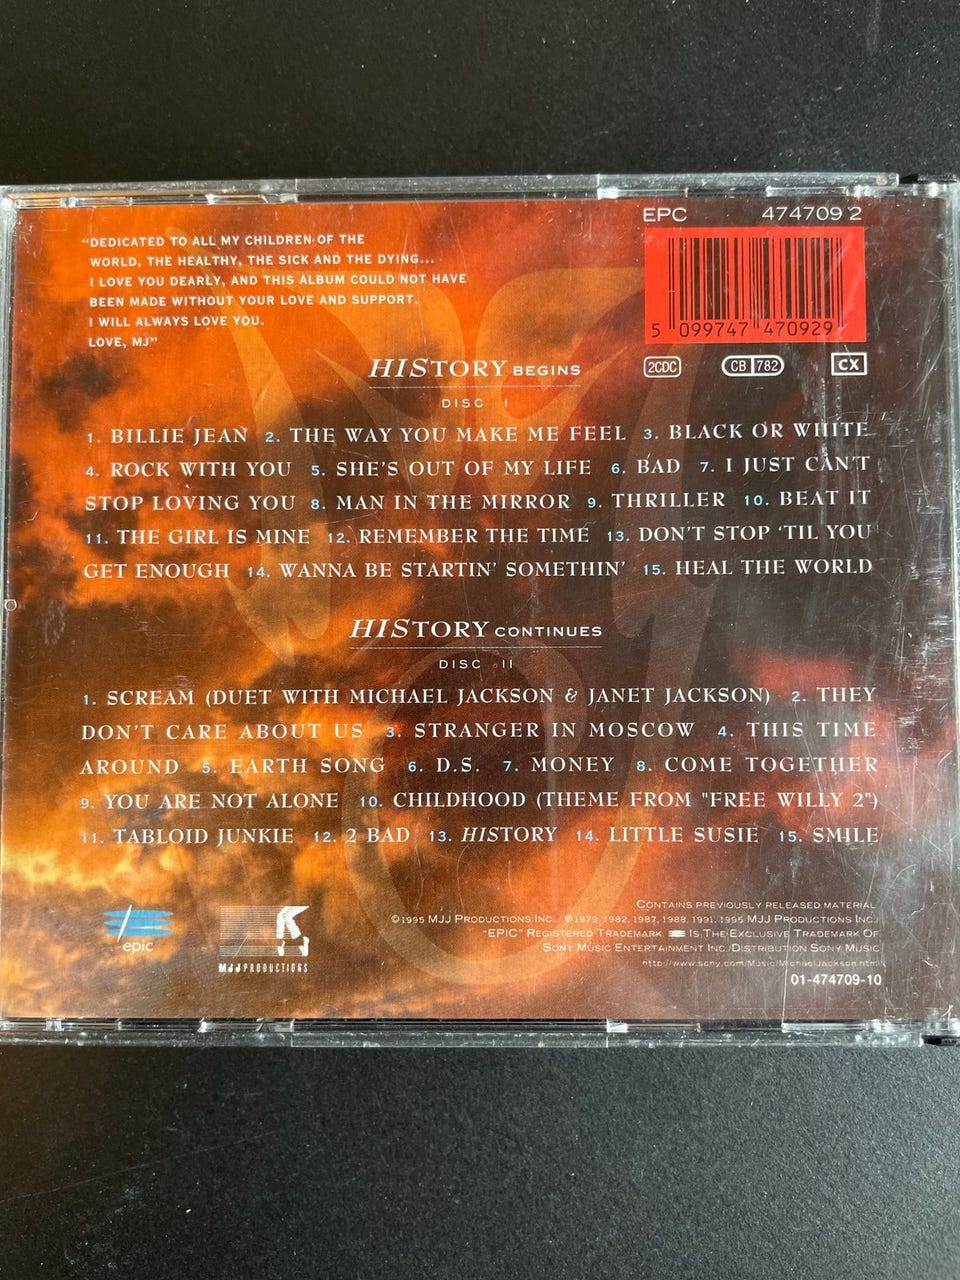 EPC 474709 2
"DEDICATED TO ALL MY CHILDREN OF THE
WORLD, THE HEALTHY, THE SICK AND THE DYING...
I LOVE YOU DEARLY, AND THIS ALBUM COULD NOT HAVE
BEEN MADE WITHOUT YOUR LOVE AND SUPPORT.
I WILL ALWAYS LOVE YOU.
LOVE, MJ"
5 099747 470929
2CDC CB 782 CX
HISTORY BEGINS
DISC I
1. BILLIE JEAN 2. THE WAY YOU MAKE ME FEEL 3. BLACK OR WHITE
4. ROCK WITH YOU 5. SHE'S OUT OF MY LIFE 6. BAD 7. I JUST CAN'T
STOP LOVING YOU 8. MAN IN THE MIRROR 9. THRILLER 10. BEAT IT
11. THE GIRL IS MINE 12. REMEMBER THE TIME 13. DON'T STOP 'TIL YOU
GET ENOUGH 14. WANNA BE STARTIN' SOMETHIN' 15. HEAL THE WORLD
HISTORY CONTINUES
DISC II
1. SCREAM (DUET WITH MICHAEL JACKSON & JANET JACKSON) 2. THEY
DON'T CARE ABOUT US 3. STRANGER IN MOSCOW 4. THIS TIME
AROUND 5. EARTH SONG 6. D.S. 7. MONEY 8. COME TOGETHER
9. YOU ARE NOT ALONE 10. CHILDHOOD (THEME FROM "FREE WILLY 2")
11. TABLOID JUNKIE 12. 2 BAD 13. HISTORY 14. LITTLE SUSIE 15. SMILE
epic
MJJ PRODUCTIONS
CONTAINS PREVIOUSLY RELEASED MATERIAL
©1995 MJJ PRODUCTIONS INC./℗1979, 1982, 1987, 1988, 1991, 1995 MJJ PRODUCTIONS INC./
"EPIC" REGISTERED TRADEMARK IS THE EXCLUSIVE TRADEMARK OF
SONY MUSIC ENTERTAINMENT INC./DISTRIBUTION SONY MUSIC
http://www.sony.com/Music/MichaelJackson.html
01-474709-10